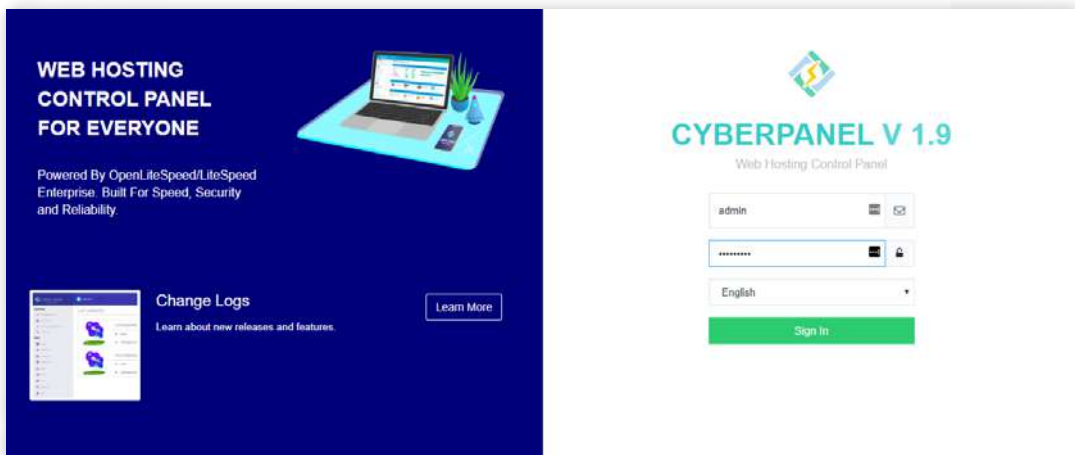 WEB HOSTING
CONTROL PANEL
FOR EVERYONE
Powered By OpenLiteSpeed/LiteSpeed
Enterprise. Built For Speed, Security
and Reliability.
Change Logs
Learn about new releases and features.
Learn More
CYBERPANEL V 1.9
Web Hosting Control Panel
admin
•••••••••
English
Sign In